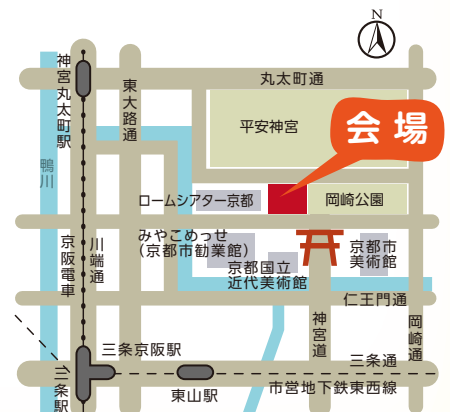 N
神宮丸太町駅
東大路通
丸太町通
平安神宮
会場
鴨川
ロームシアター京都
岡崎公園
みやこめっせ
(京都市勧業館)
京都国立
近代美術館
京都市
美術館
京阪電車
川端通
仁王門通
神宮道
岡崎通
三条京阪駅
三条通
三条駅
東山駅
市営地下鉄東西線